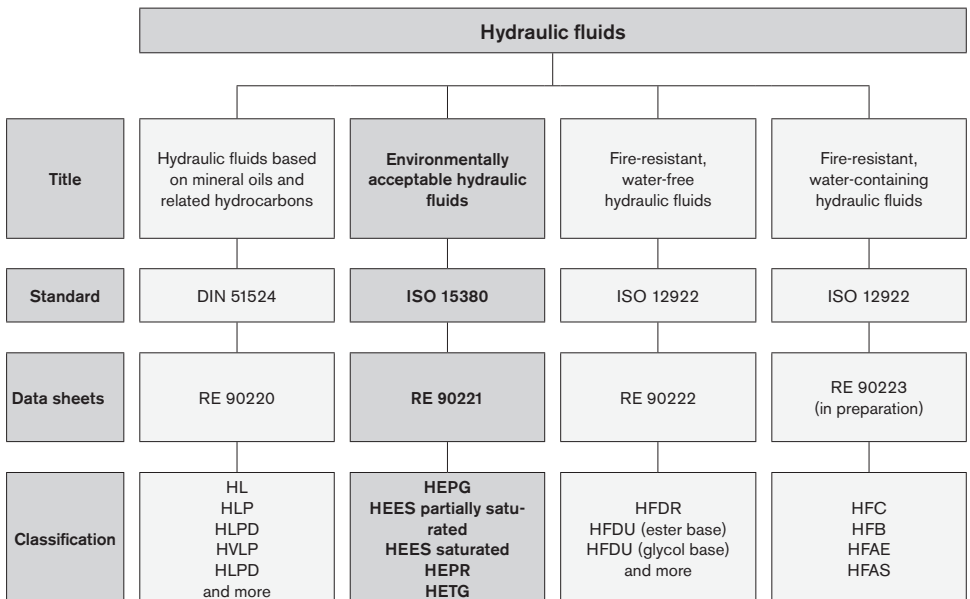 Hydraulic fluids
Title
Hydraulic fluids based
on mineral oils and
related hydrocarbons
Environmentally
acceptable hydraulic
fluids
Fire-resistant,
water-free
hydraulic fluids
Fire-resistant,
water-containing
hydraulic fluids
Standard
DIN 51524
ISO 15380
ISO 12922
ISO 12922
Data sheets
RE 90220
RE 90221
RE 90222
RE 90223
(in preparation)
Classification
HL
HLP
HLPD
HVLP
HLPD
and more
HEPG
HEES partially satu-
rated
HEES saturated
HEPR
HETG
HFDR
HFDU (ester base)
HFDU (glycol base)
and more
HFC
HFB
HFAE
HFAS